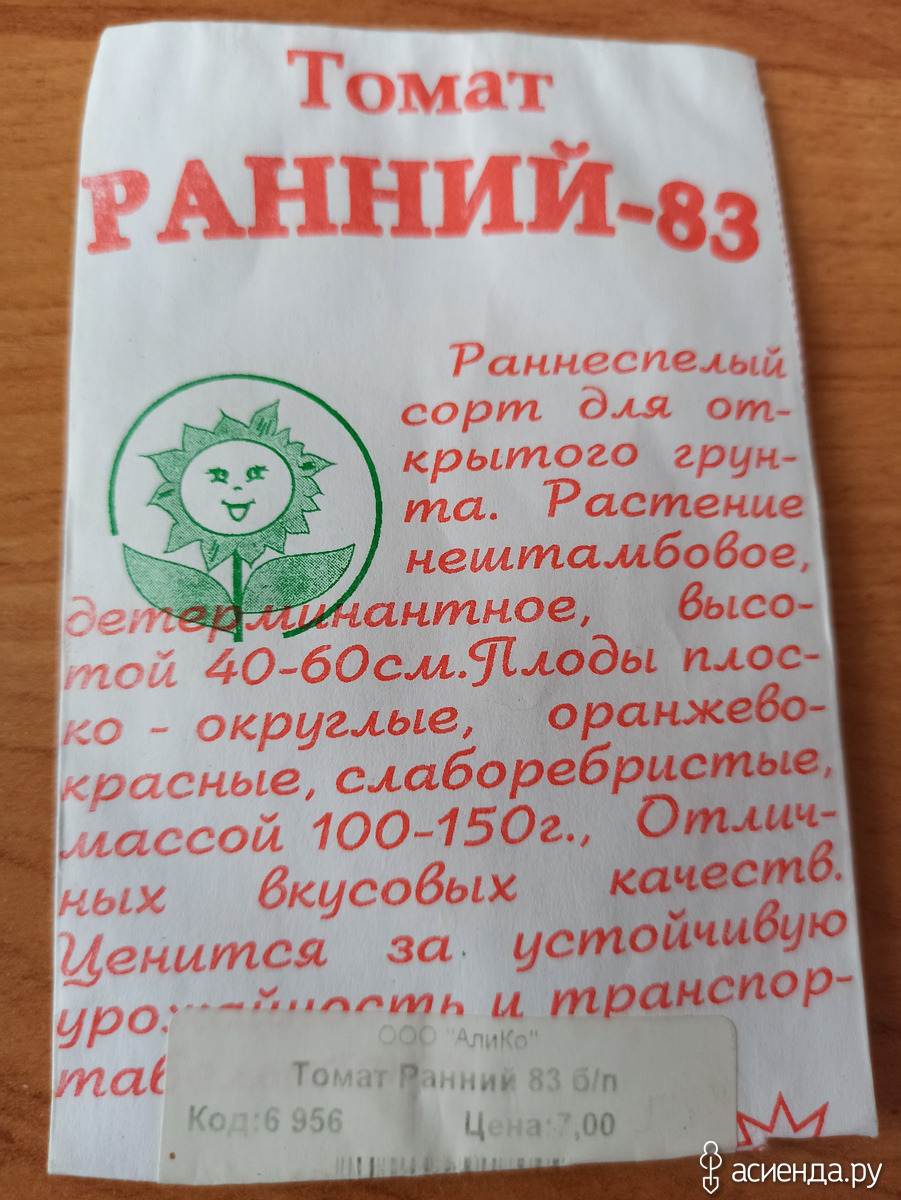 Томат
РАННИЙ-83
Раннеспелый
сорт для от-
крытого грун-
та. Растение
нештамбовое,
детерминантное, высо-
той 40-60см.Плоды плос-
ко - округлые, оранжево-
красные, слаборебристые,
массой 100-150г., Отлич-
ных вкусовых качеств.
Ценится за устойчивую
урожайность и транспор-
ООО "АлиКо"
Томат Ранний 83 б/п
Код:6 956 Цена:7,00
асиенда.ру